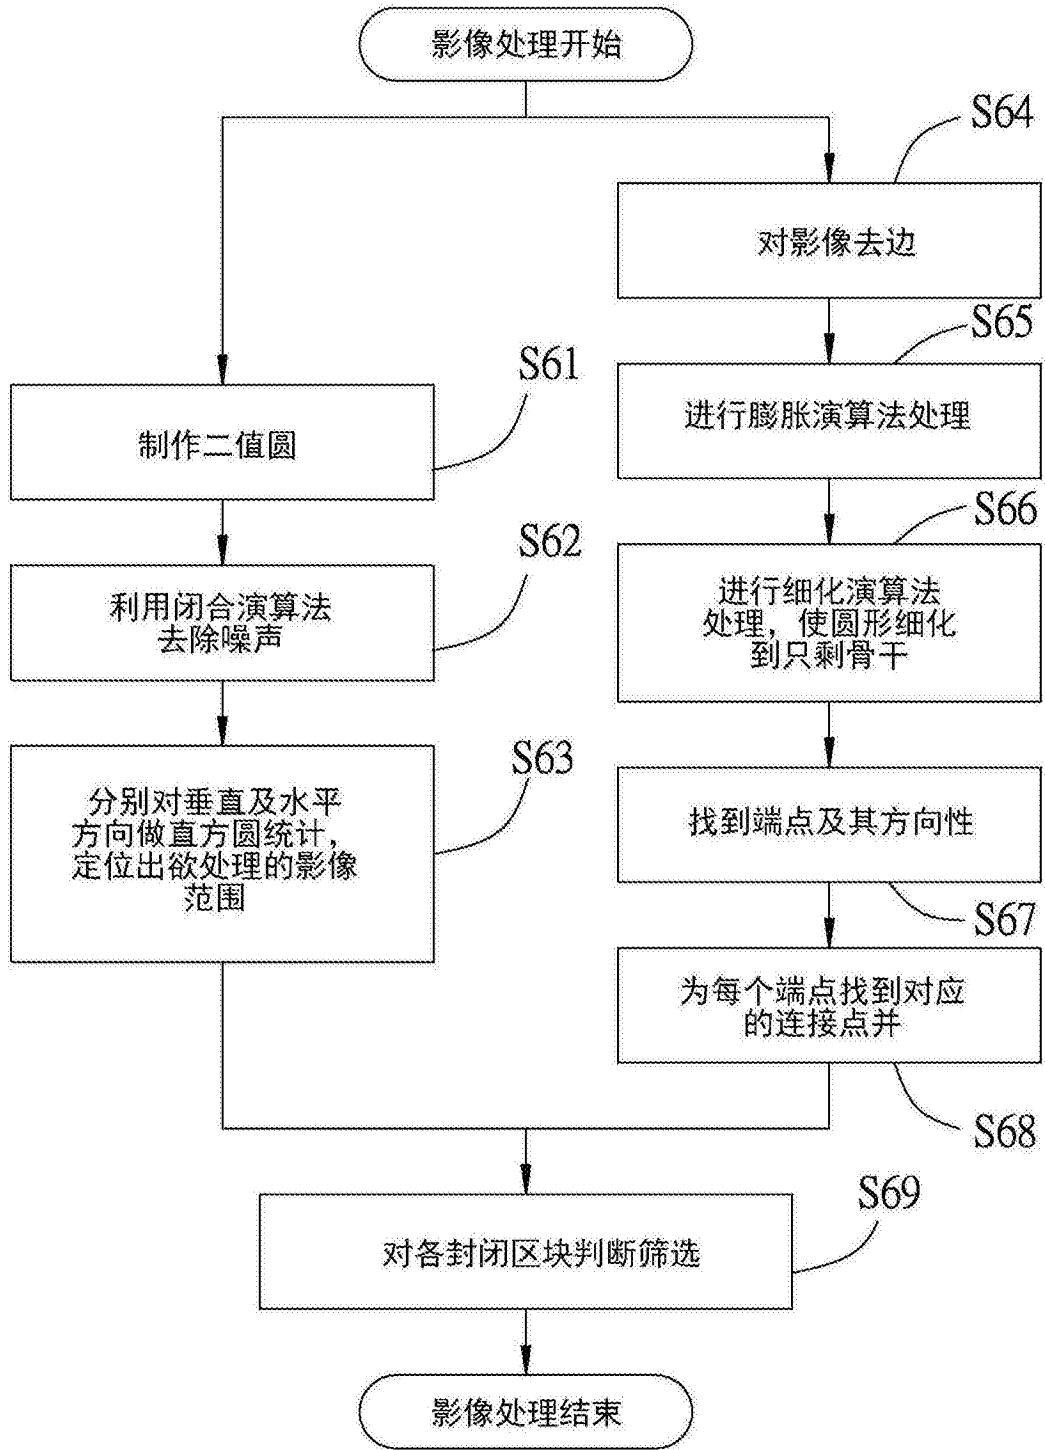 影像处理开始
S64
对影像去边
S65
进行膨胀演算法处理
S61
制作二值圆
S66
进行细化演算法
处理，使圆形细化
到只剩骨干
S62
利用闭合演算法
去除噪声
S63
分别对垂直及水平
方向做直方圆统计，
定位出欲处理的影像
范围
找到端点及其方向性
S67
为每个端点找到对应
的连接点并
S68
S69
对各封闭区块判断筛选
影像处理结束